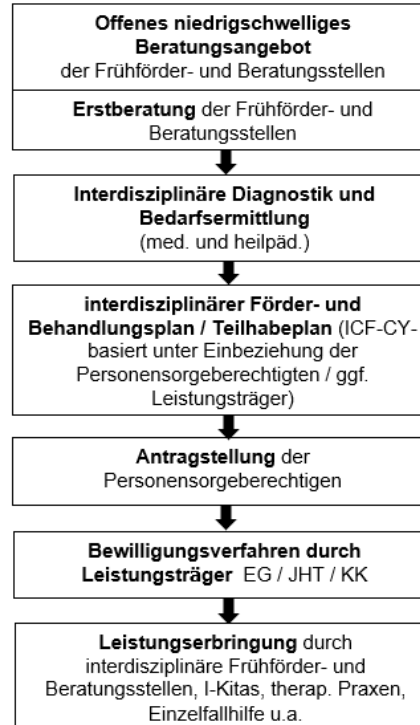 Offenes niedrigschwelliges
Beratungsangebot
der Frühförder- und Beratungsstellen
Erstberatung der Frühförder- und
Beratungsstellen
Interdisziplinäre Diagnostik und
Bedarfsermittlung
(med. und heilpäd.)
interdisziplinärer Förder- und
Behandlungsplan / Teilhabeplan (ICF-CY-
basiert unter Einbeziehung der
Personensorgeberechtigten / ggf.
Leistungsträger)
Antragstellung der
Personensorgeberechtigen
Bewilligungsverfahren durch
Leistungsträger EG / JHT / KK
Leistungserbringung durch
interdisziplinäre Frühförder- und
Beratungsstellen, I-Kitas, therap. Praxen,
Einzelfallhilfe u.a.